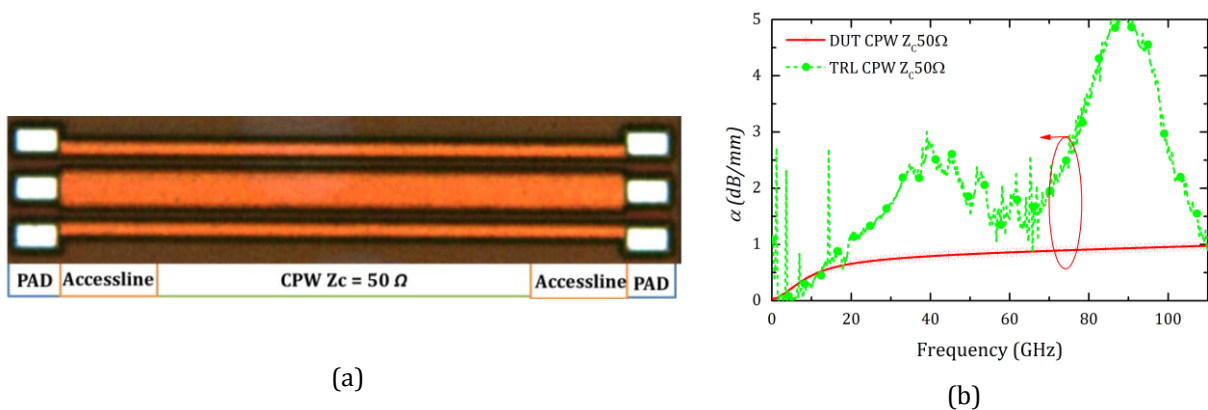 PAD Accessline CPW Zc = 50 Ω Accessline PAD
(a)
α (dB/mm)
5
4
3
2
1
0
DUT CPW ZC50Ω
TRL CPW ZC50Ω
0 20 40 60 80 100
Frequency (GHz)
(b)